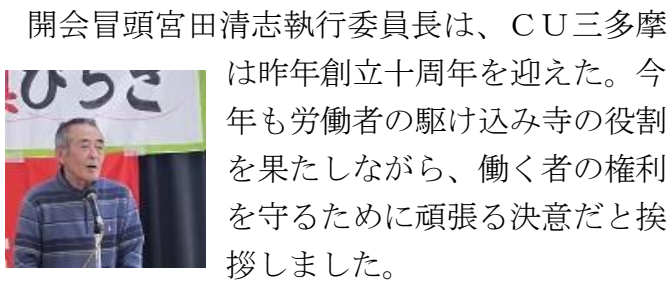 開会冒頭宮田清志執行委員長は、ＣＵ三多摩
は昨年創立十周年を迎えた。今
年も労働者の駆け込み寺の役割
を果たしながら、働く者の権利
を守るために頑張る決意だと挨
拶しました。
びらき